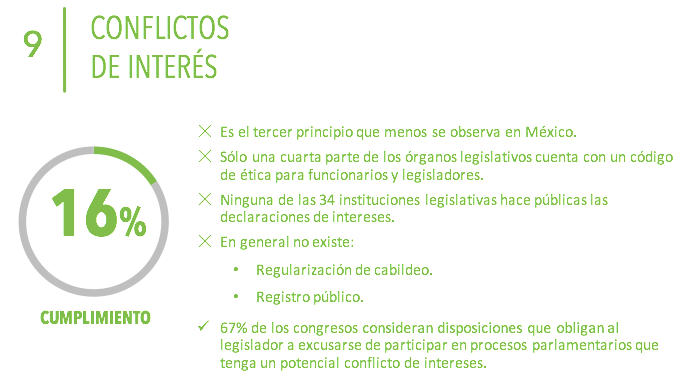 9
CONFLICTOS
DE INTERÉS
Es el tercer principio que menos se observa en México.
Sólo una cuarta parte de los órganos legislativos cuenta con un código
de ética para funcionarios y legisladores.
Ninguna de las 34 instituciones legislativas hace públicas las
declaraciones de intereses.
En general no existe:
• Regularización de cabildeo.
• Registro público.
67% de los congresos consideran disposiciones que obligan al
legislador a excusarse de participar en procesos parlamentarios que
tenga un potencial conflicto de intereses.
16%
CUMPLIMIENTO